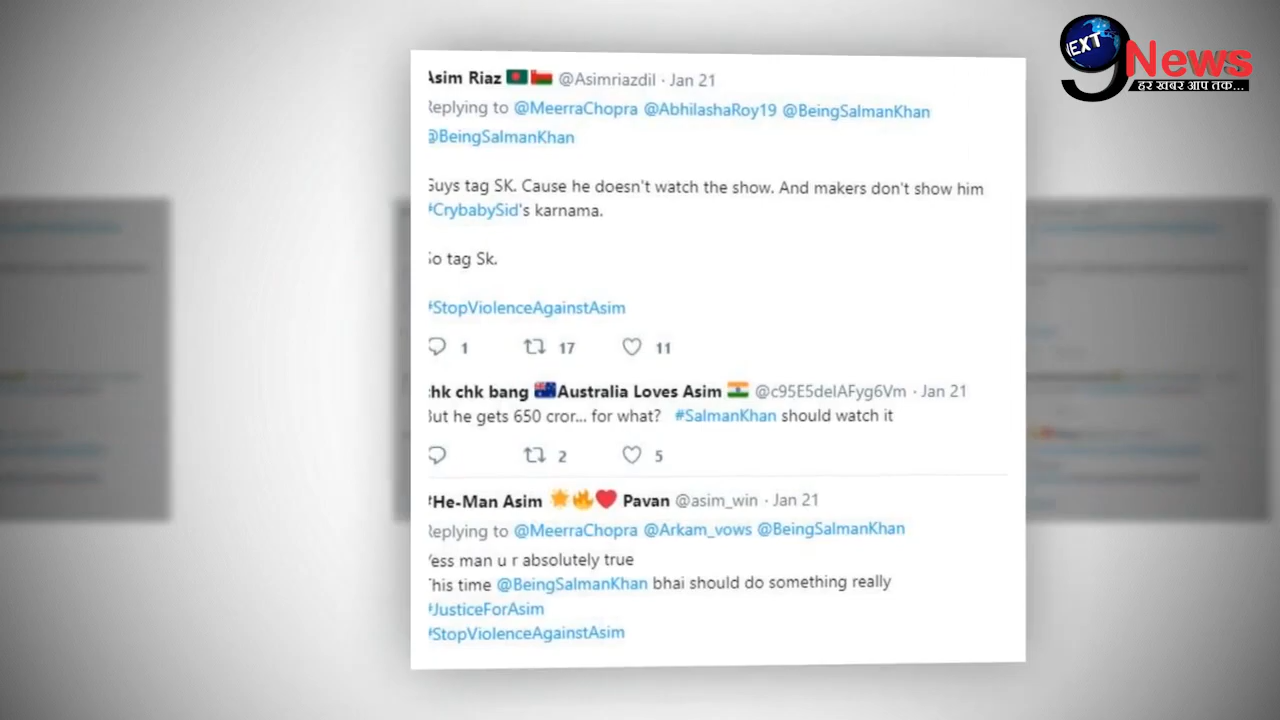 NEXT
9News
हर खबर आप तक...
Asim Riaz @Asimriazdil · Jan 21
Replying to @MeerraChopra @AbhilashaRoy19 @BeingSalmanKhan
@BeingSalmanKhan
Guys tag SK. Cause he doesn't watch the show. And makers don't show him
#CrybabySid's karnama.
So tag Sk.
#StopViolenceAgainstAsim
1 17 11
chk chk bang Australia Loves Asim @c95E5delAFyg6Vm · Jan 21
But he gets 650 cror... for what? #SalmanKhan should watch it
2 5
#He-Man Asim Pavan @asim_win · Jan 21
Replying to @MeerraChopra @Arkam_vows @BeingSalmanKhan
Yess man u r absolutely true
This time @BeingSalmanKhan bhai should do something really
#JusticeForAsim
#StopViolenceAgainstAsim